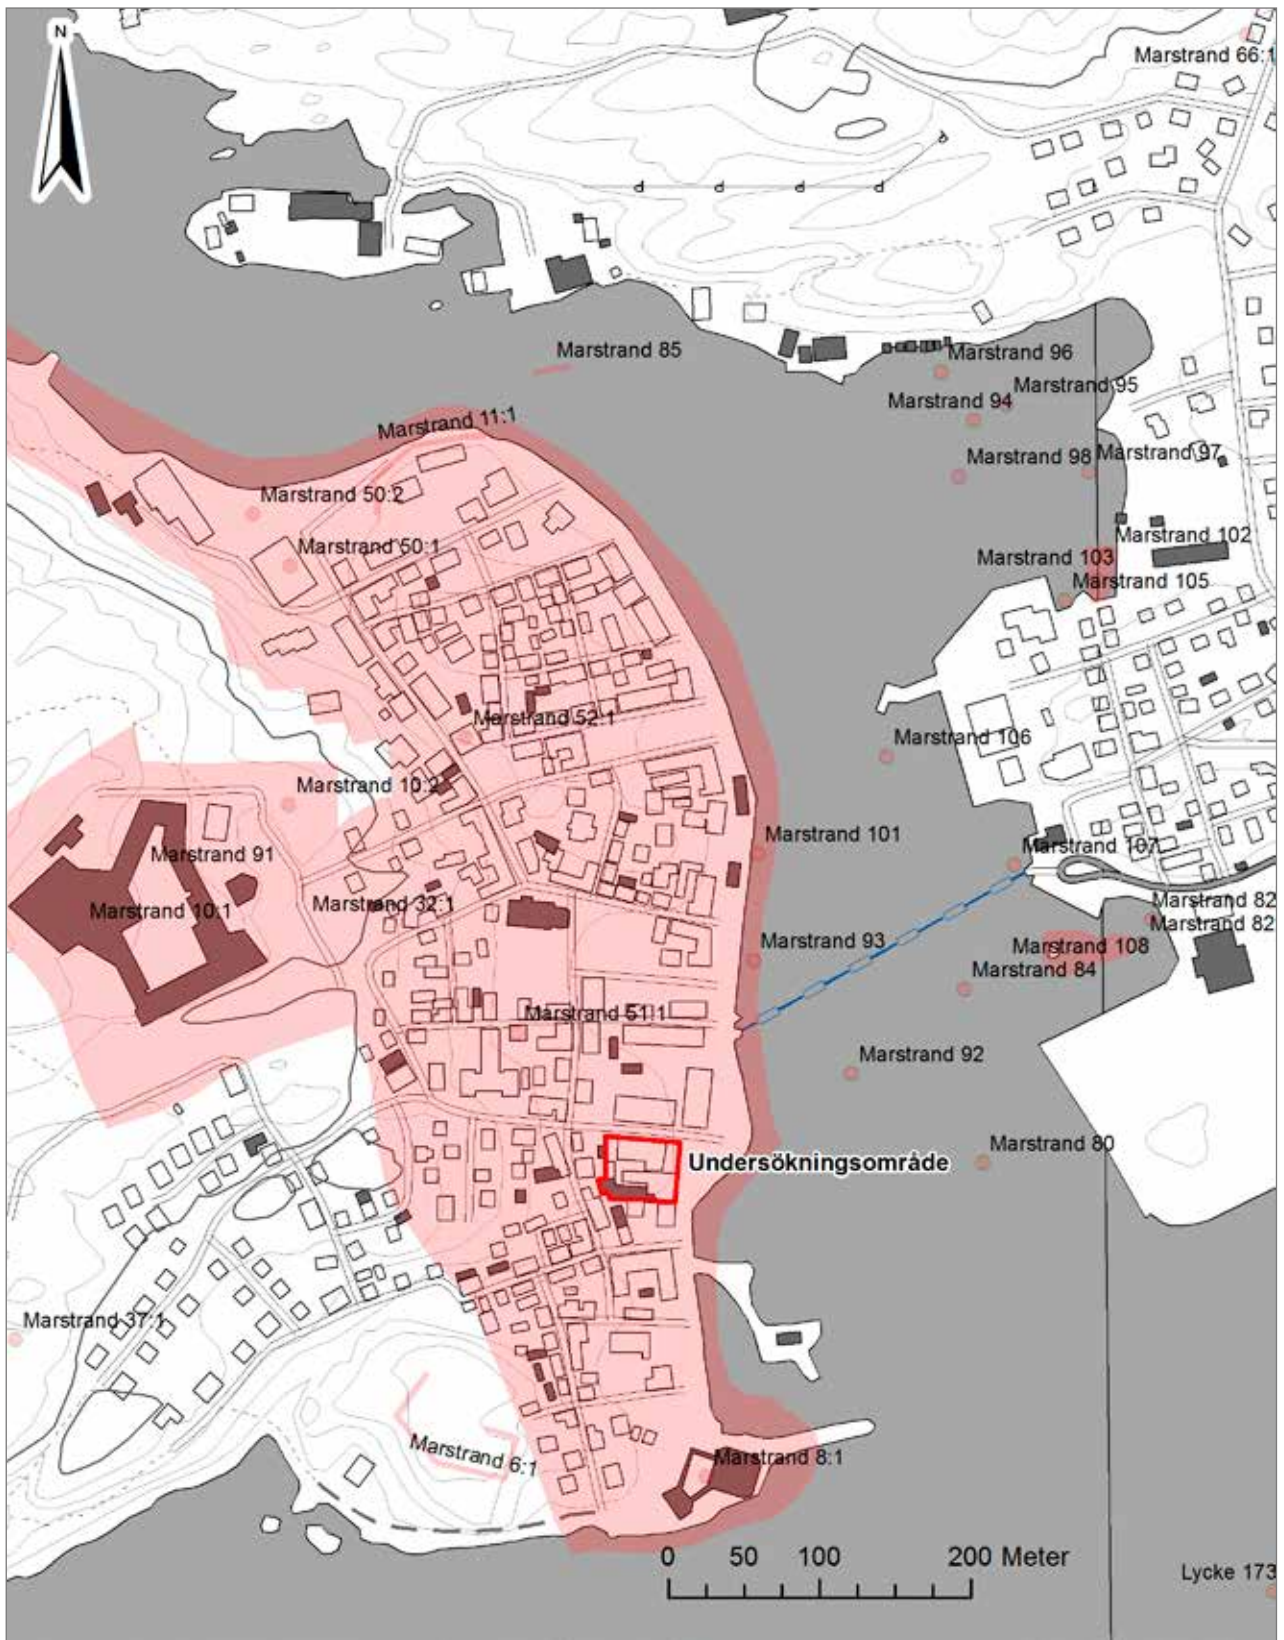 N
Marstrand 66:1
Marstrand 85
Marstrand 96
Marstrand 95
Marstrand 94
Marstrand 11:1
Marstrand 98
Marstrand 97
Marstrand 50:2
Marstrand 102
Marstrand 50:1
Marstrand 103
Marstrand 105
Marstrand 52:1
Marstrand 106
Marstrand 10:2
Marstrand 101
Marstrand 107
Marstrand 91
Marstrand 32:1
Marstrand 82
Marstrand 10:1
Marstrand 82
Marstrand 93
Marstrand 108
Marstrand 84
Marstrand 51:1
Marstrand 92
Marstrand 80
Undersökningsområde
Marstrand 37:1
Marstrand 6:1
Marstrand 8:1
0 50 100 200 Meter
Lycke 173